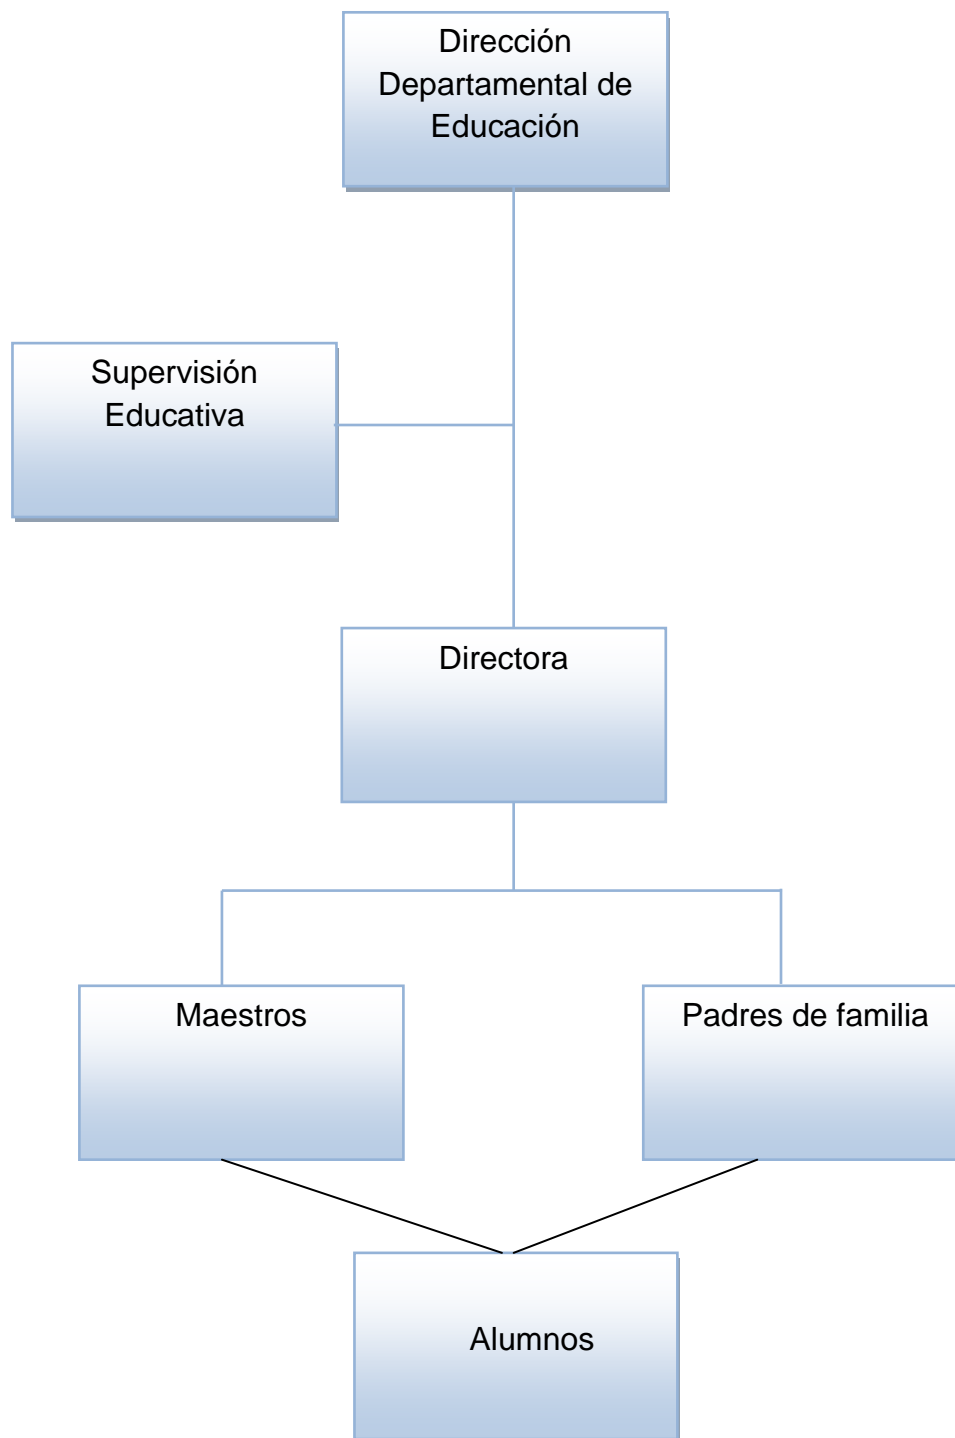 Dirección
Departamental de
Educación
Supervisión
Educativa
Directora
Maestros
Padres de familia
Alumnos